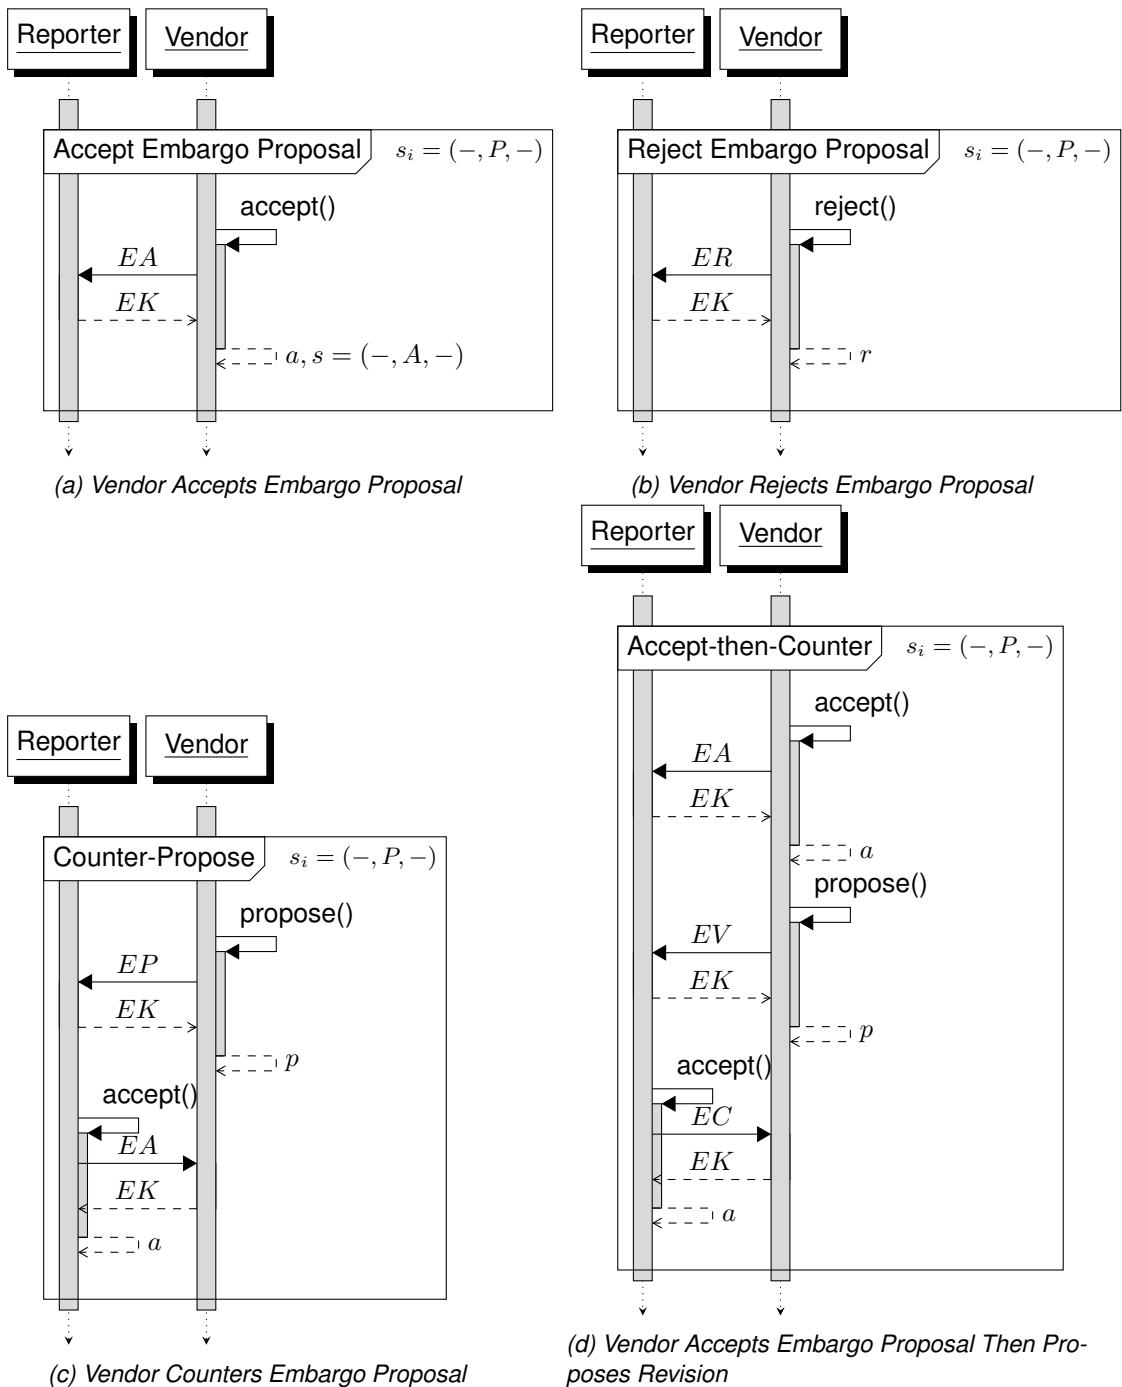 Reporter Vendor
Accept Embargo Proposal s_i = (−, P, −)
accept()
EA
EK
a, s = (−, A, −)
(a) Vendor Accepts Embargo Proposal
Reporter Vendor
Reject Embargo Proposal s_i = (−, P, −)
reject()
ER
EK
r
(b) Vendor Rejects Embargo Proposal
Reporter Vendor
Counter-Propose s_i = (−, P, −)
propose()
EP
EK
p
accept()
EA
EK
a
(c) Vendor Counters Embargo Proposal
Reporter Vendor
Accept-then-Counter s_i = (−, P, −)
accept()
EA
EK
a
propose()
EV
EK
p
accept()
EC
EK
a
(d) Vendor Accepts Embargo Proposal Then Pro-
poses Revision